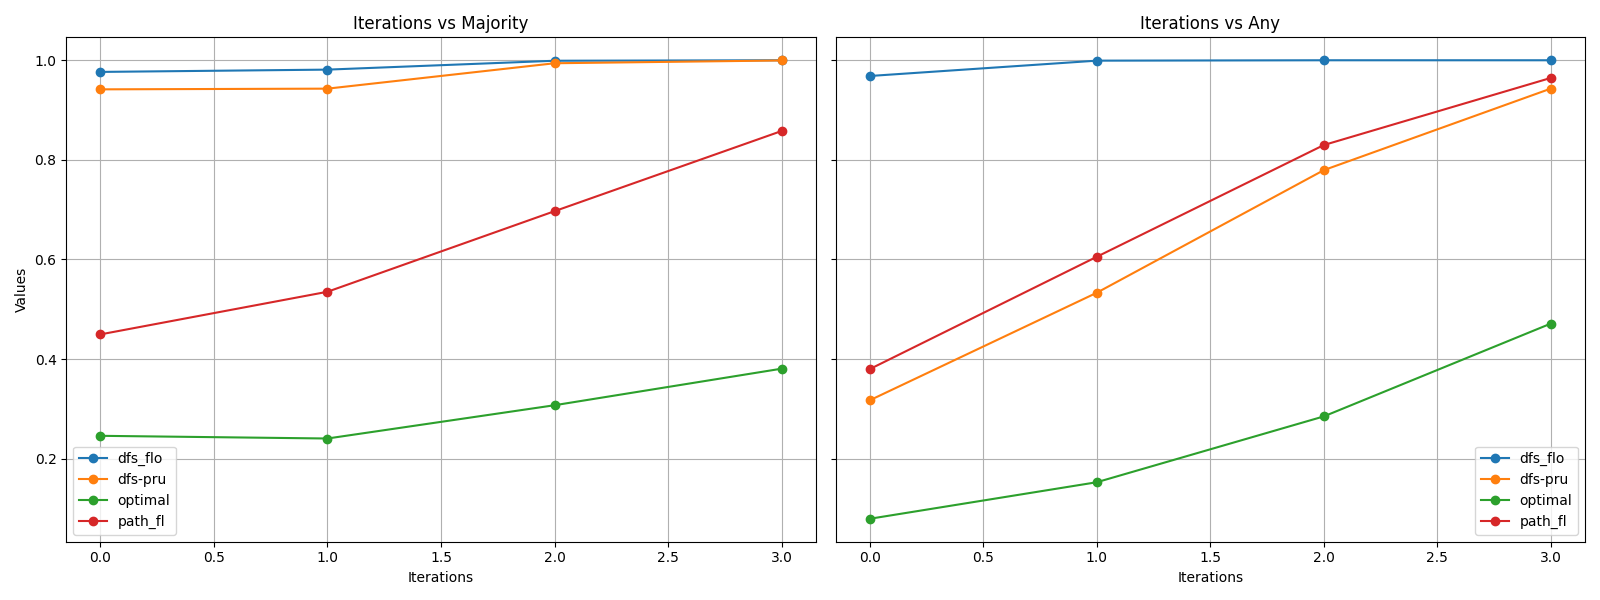 Iterations vs Majority
Values
1.0
0.8
0.6
0.4
0.2
dfs_flo
dfs-pru
optimal
path_fl
0.0 0.5 1.0 1.5 2.0 2.5 3.0
Iterations
Iterations vs Any
dfs_flo
dfs-pru
optimal
path_fl
0.0 0.5 1.0 1.5 2.0 2.5 3.0
Iterations